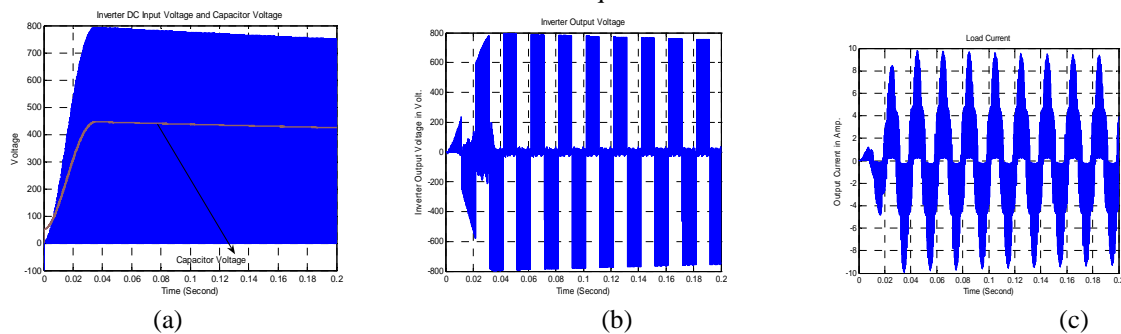 Inverter DC Input Voltage and Capacitor Voltage
800
700
600
500
400
300
200
100
0
-100
Voltage
Capacitor Voltage
0 0.02 0.04 0.06 0.08 0.1 0.12 0.14 0.16 0.18 0.2
Time (Second)
(a)
Inverter Output Voltage
800
600
400
200
0
-200
-400
-600
-800
Inverter Output Voltage in Volt.
0 0.02 0.04 0.06 0.08 0.1 0.12 0.14 0.16 0.18 0.2
Time (Second)
(b)
Load Current
10
8
6
4
2
0
-2
-4
-6
-8
-10
Output Current in Amp.
0 0.02 0.04 0.06 0.08 0.1 0.12 0.14 0.16 0.18 0.2
Time (Second)
(c)